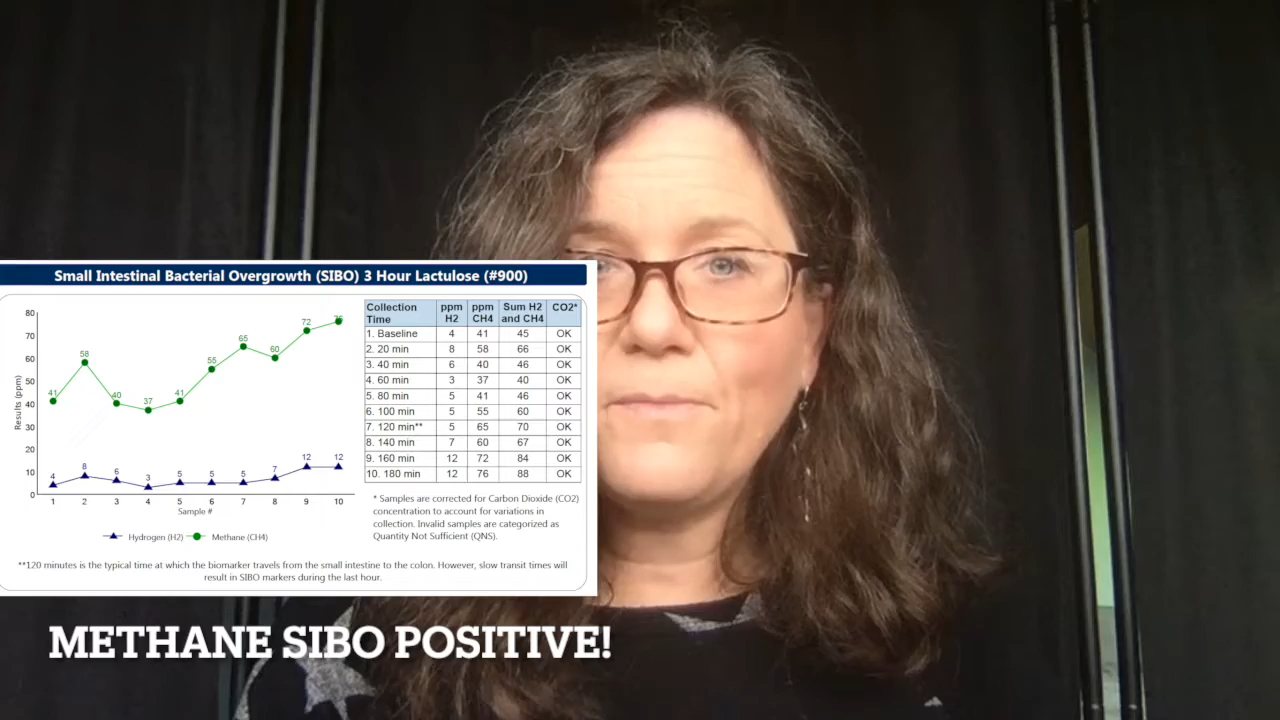 Small Intestinal Bacterial Overgrowth (SIBO) 3 Hour Lactulose (#900)
80
70
60
50
40
30
20
10
0
Results (ppm)
41
58
40
37
41
55
65
60
72
76
4
8
6
3
5
5
5
7
12
12
1 2 3 4 5 6 7 8 9 10
Sample #
Hydrogen (H2) Methane (CH4)
Collection Time ppm H2 ppm CH4 Sum H2 and CH4 CO2*
1. Baseline 4 41 45 OK
2. 20 min 8 58 66 OK
3. 40 min 6 40 46 OK
4. 60 min 3 37 40 OK
5. 80 min 5 41 46 OK
6. 100 min 5 55 60 OK
7. 120 min** 5 65 70 OK
8. 140 min 7 60 67 OK
9. 160 min 12 72 84 OK
10. 180 min 12 76 88 OK
* Samples are corrected for Carbon Dioxide (CO2)
concentration to account for variations in
collection. Invalid samples are categorized as
Quantity Not Sufficient (QNS).
**120 minutes is the typical time at which the biomarker travels from the small intestine to the colon. However, slow transit times will
result in SIBO markers during the last hour.
METHANE SIBO POSITIVE!